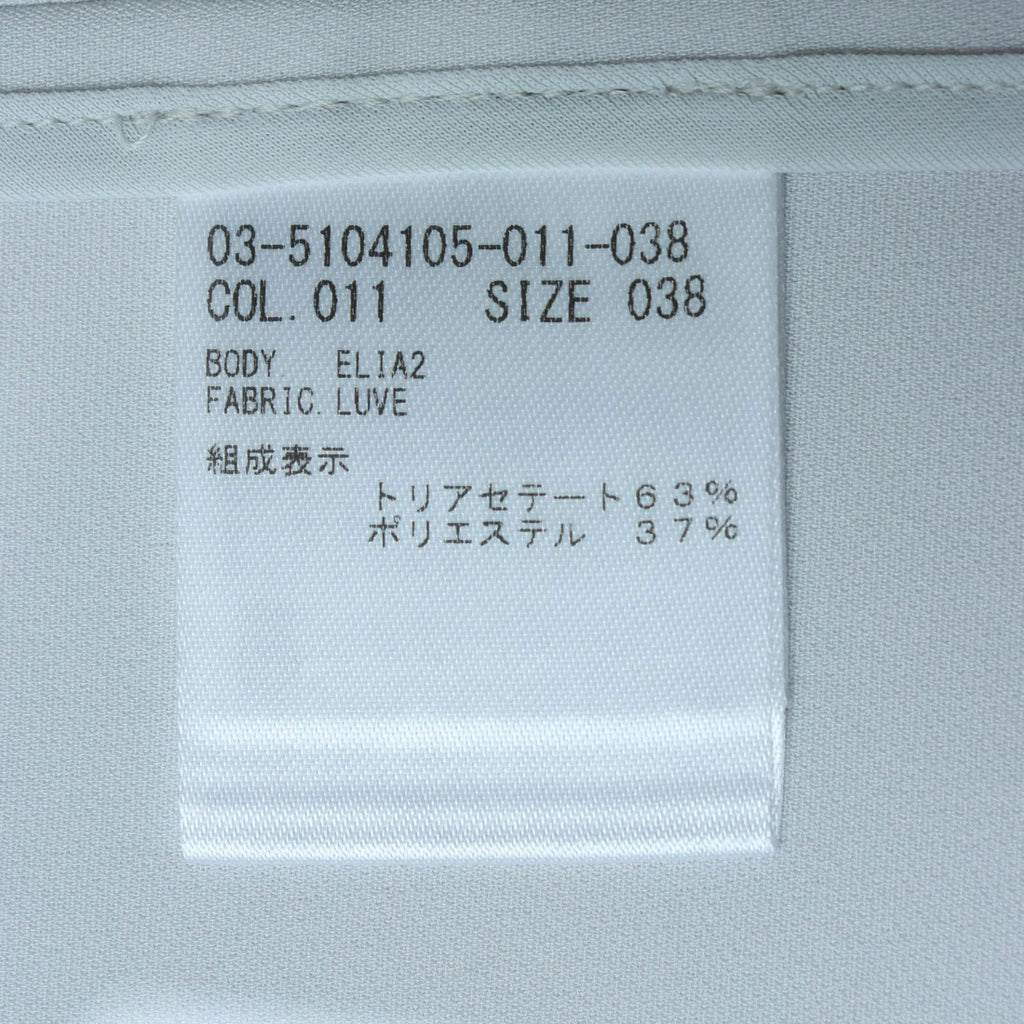 03-5104105-011-038
COL. 011 SIZE 038
BODY. ELIA2
FABRIC. LUVE
組成表示
トリアセテート63%
ポリエステル 37%